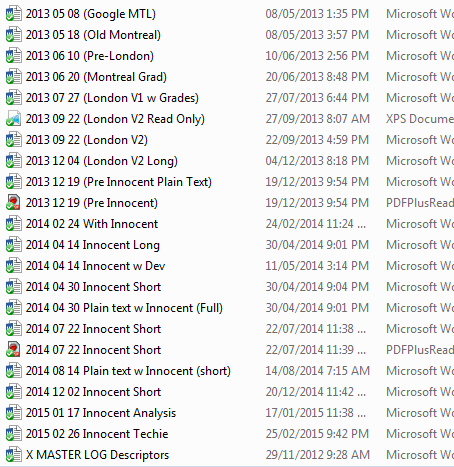 2013 05 08 (Google MTL) 08/05/2013 1:35 PM Microsoft Wo
2013 05 18 (Old Montreal) 08/05/2013 3:57 PM Microsoft Wo
2013 06 10 (Pre-London) 10/06/2013 2:56 PM Microsoft Wo
2013 06 20 (Montreal Grad) 20/06/2013 8:48 PM Microsoft Wo
2013 07 27 (London V1 w Grades) 27/07/2013 6:44 PM Microsoft Wo
2013 09 22 (London V2 Read Only) 27/09/2013 8:07 AM XPS Docume
2013 09 22 (London V2) 22/09/2013 4:59 PM Microsoft Wo
2013 12 04 (London V2 Long) 04/12/2013 8:18 PM Microsoft Wo
2013 12 19 (Pre Innocent Plain Text) 19/12/2013 9:54 PM Microsoft Wo
2013 12 19 (Pre Innocent) 19/12/2013 9:54 PM PDFPlusRead
2014 02 24 With Innocent 24/02/2014 11:24 ... Microsoft Wo
2014 04 14 Innocent Long 30/04/2014 9:01 PM Microsoft Wo
2014 04 14 Innocent w Dev 11/05/2014 3:14 PM Microsoft Wo
2014 04 30 Innocent Short 30/04/2014 9:04 PM Microsoft Wo
2014 04 30 Plain text w Innocent (Full) 30/04/2014 9:01 PM Microsoft Wo
2014 07 22 Innocent Short 22/07/2014 11:38 ... Microsoft Wo
2014 07 22 Innocent Short 22/07/2014 11:39 ... PDFPlusRead
2014 08 14 Plain text w Innocent (short) 14/08/2014 7:15 AM Microsoft Wo
2014 12 02 Innocent Short 20/12/2014 11:42 ... Microsoft Wo
2015 01 17 Innocent Analysis 17/01/2015 11:38 ... Microsoft Wo
2015 02 26 Innocent Techie 25/02/2015 9:42 PM Microsoft Wo
X MASTER LOG Descriptors 29/11/2012 9:28 AM Microsoft Wo